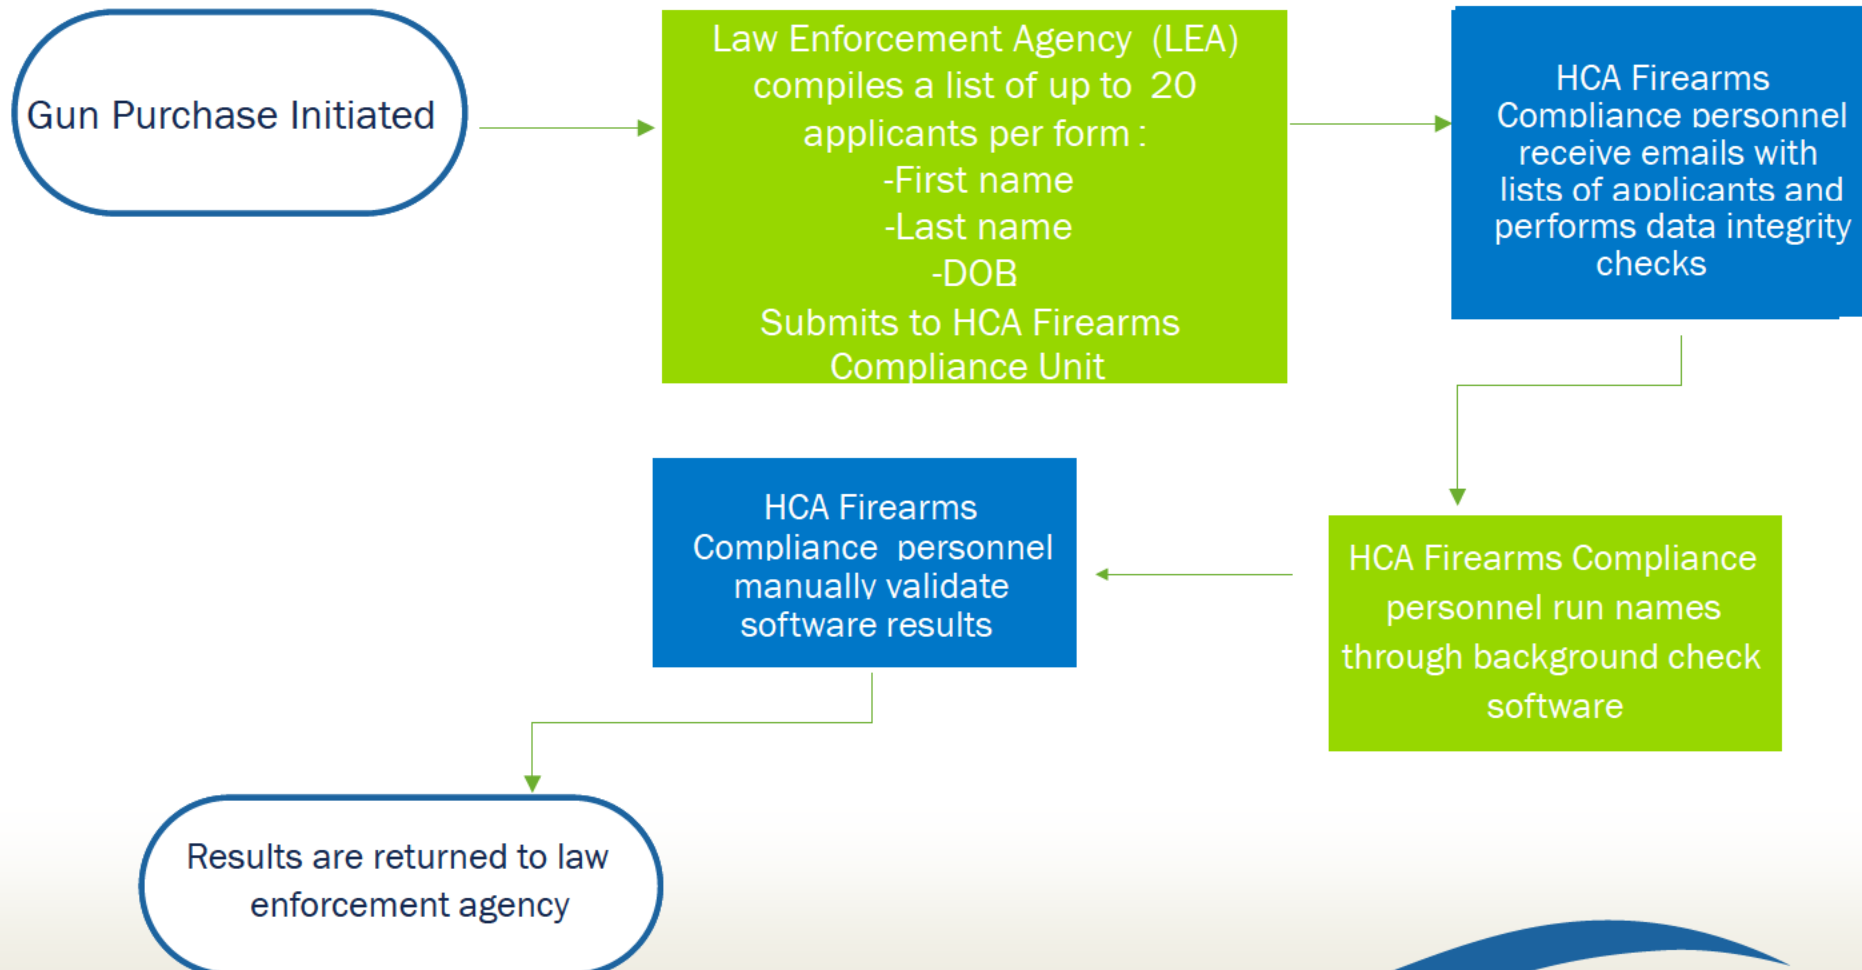 Gun Purchase Initiated
Law Enforcement Agency (LEA)
compiles a list of up to 20
applicants per form :
-First name
-Last name
-DOB
Submits to HCA Firearms
Compliance Unit
HCA Firearms
Compliance personnel
receive emails with
lists of applicants and
performs data integrity
checks
HCA Firearms Compliance
personnel run names
through background check
software
HCA Firearms
Compliance personnel
manually validate
software results
Results are returned to law
enforcement agency